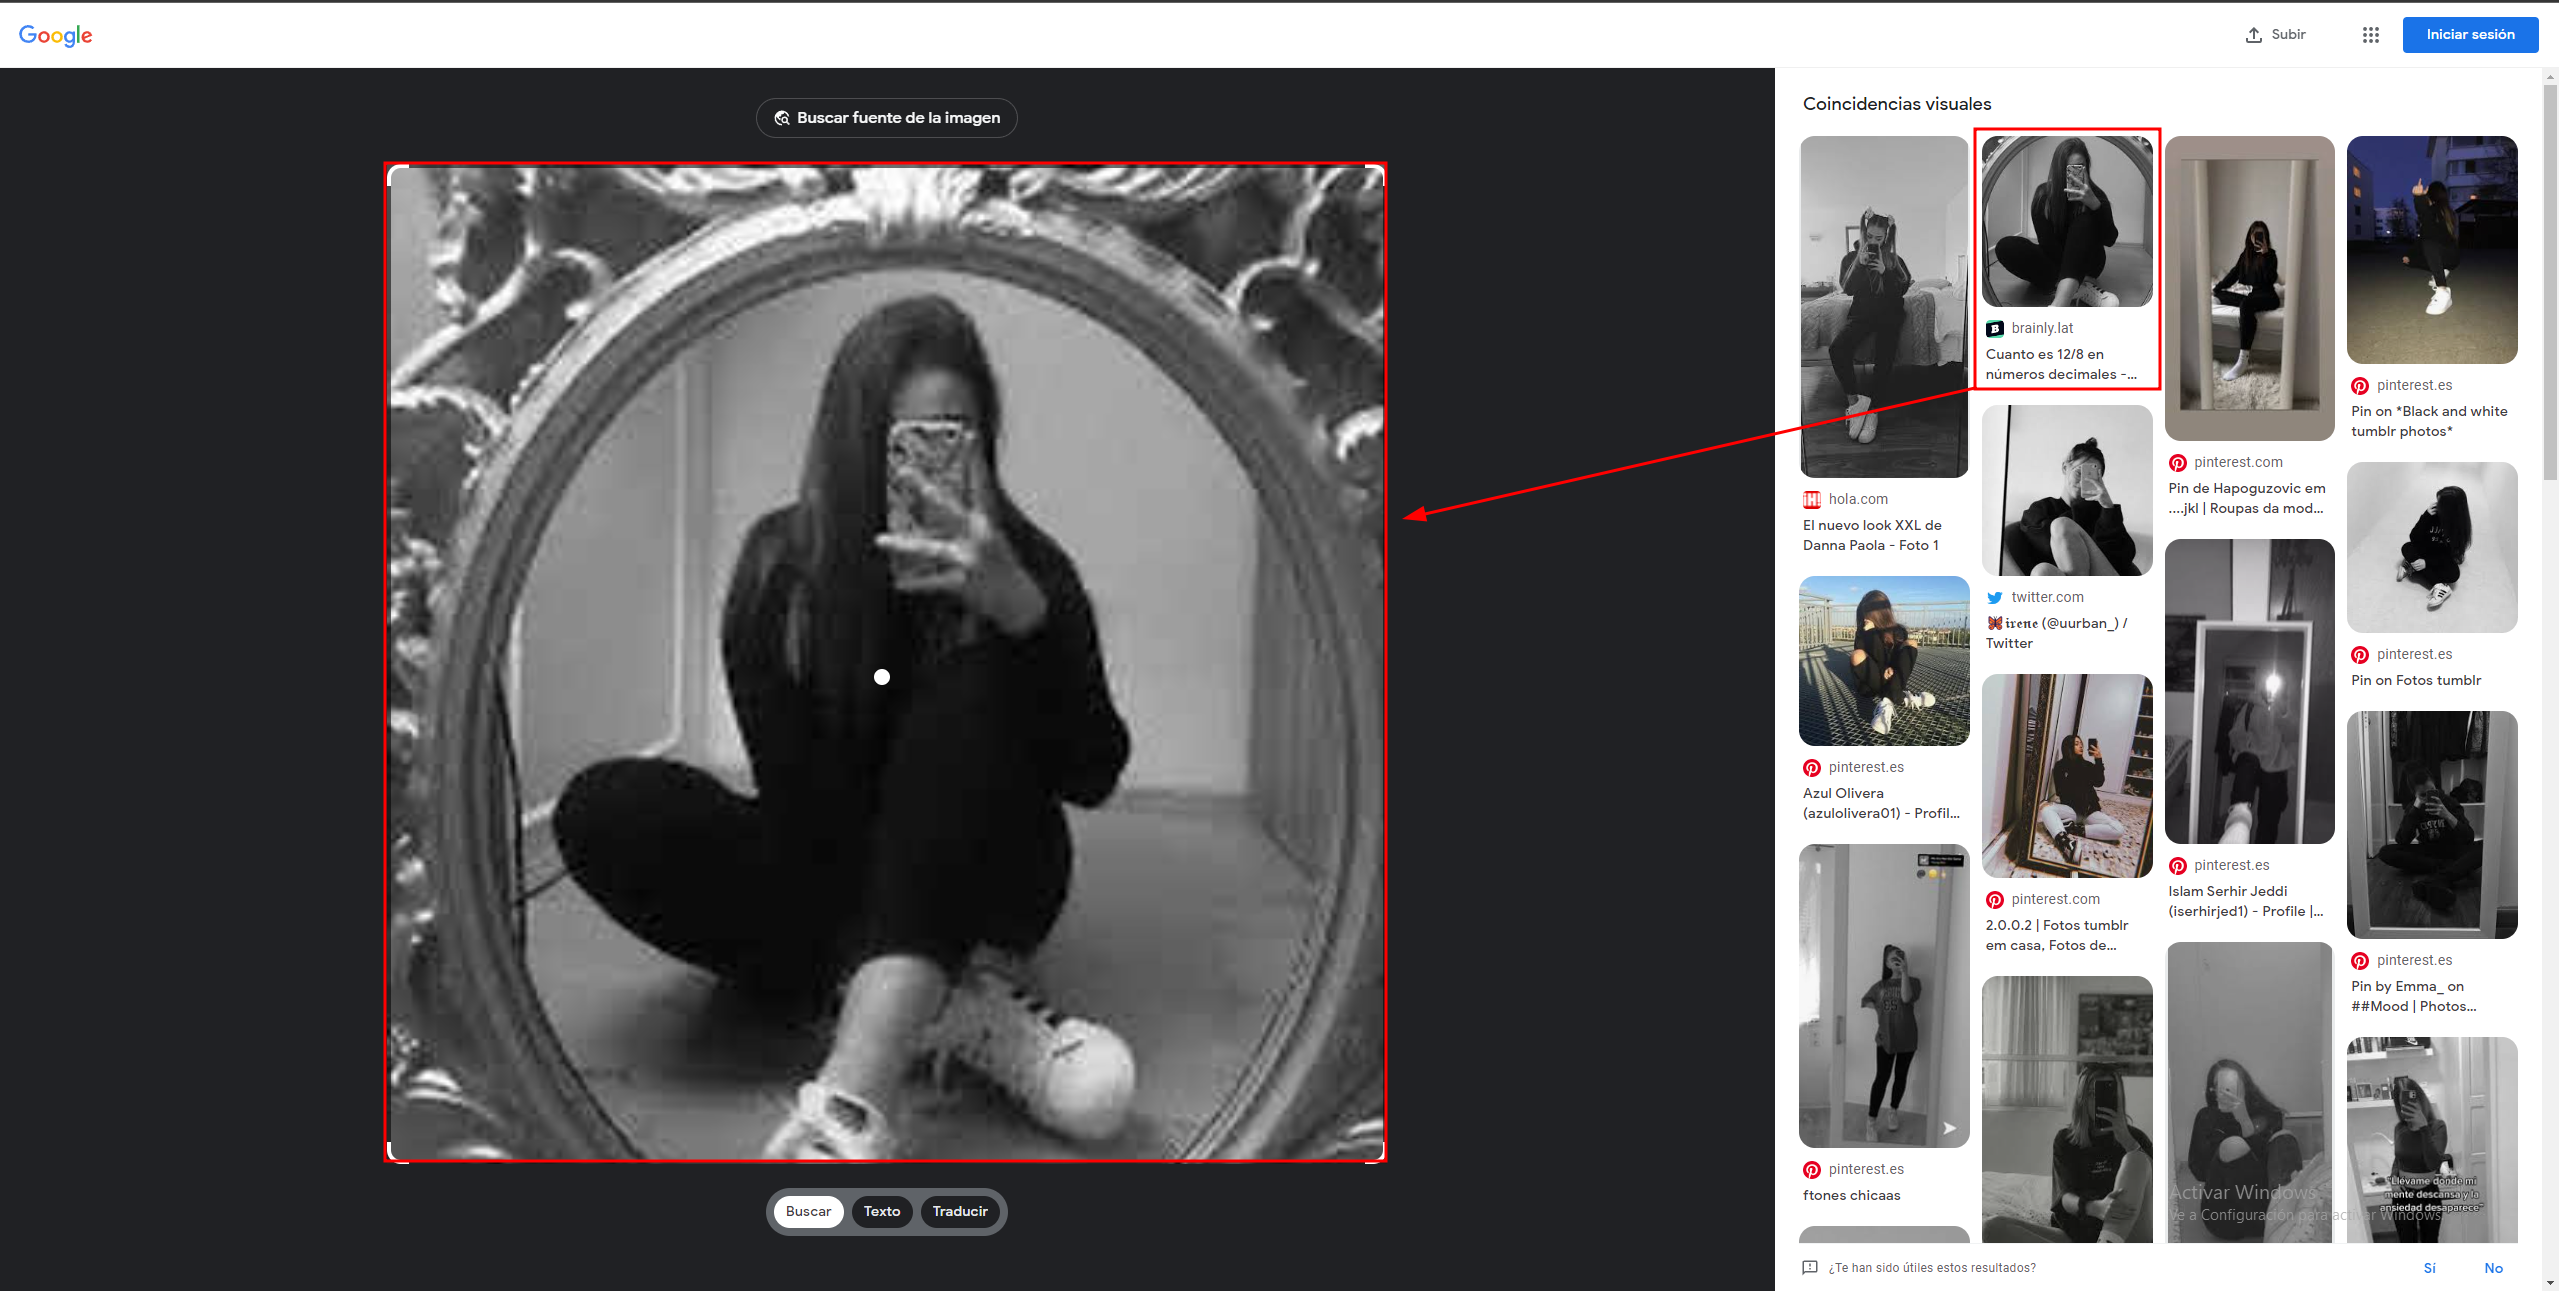 Google
Subir
Iniciar sesión
Buscar fuente de la imagen
Buscar
Texto
Traducir
Coincidencias visuales
hola.com
El nuevo look XXL de
Danna Paola - Foto 1
pinterest.es
Azul Olivera
(azulolivera01) - Profil...
pinterest.es
ftones chicaas
brainly.lat
Cuanto es 12/8 en
números decimales -...
twitter.com
🦋𝖎𝖗𝖊𝖓𝖊 (@uurban_) /
Twitter
pinterest.com
2.0.0.2 | Fotos tumblr
em casa, Fotos de...
pinterest.com
Pin de Hapoguzovic em
....jkl | Roupas da mod...
pinterest.es
Islam Serhir Jeddi
(iserhirjed1) - Profile |...
pinterest.es
Pin on *Black and white
tumblr photos*
pinterest.es
Pin on Fotos tumblr
pinterest.es
Pin by Emma_ on
##Mood | Photos...
"Llévame donde mi
mente descansa y la
ansiedad desaparece"
Activar Windows
Ve a Configuración para activar Windows.
¿Te han sido útiles estos resultados?
Sí
No